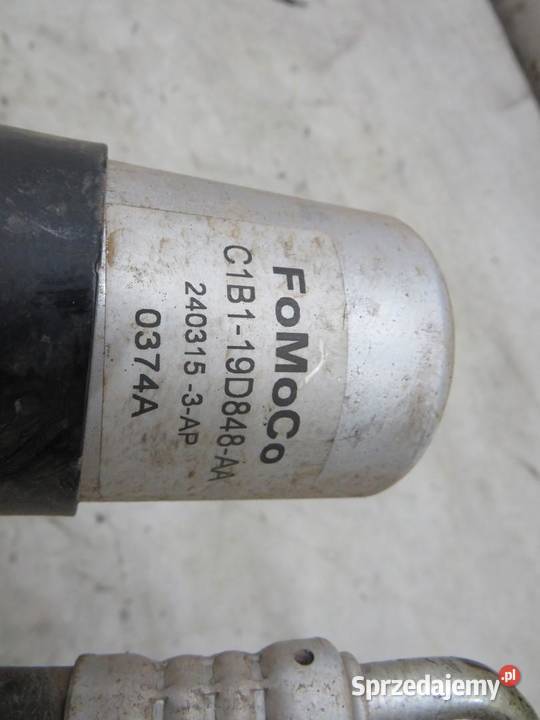 FoMoCo
C1B1-19D848-AA
240315 -3-AP
0374A
Sprzedajemy.pl